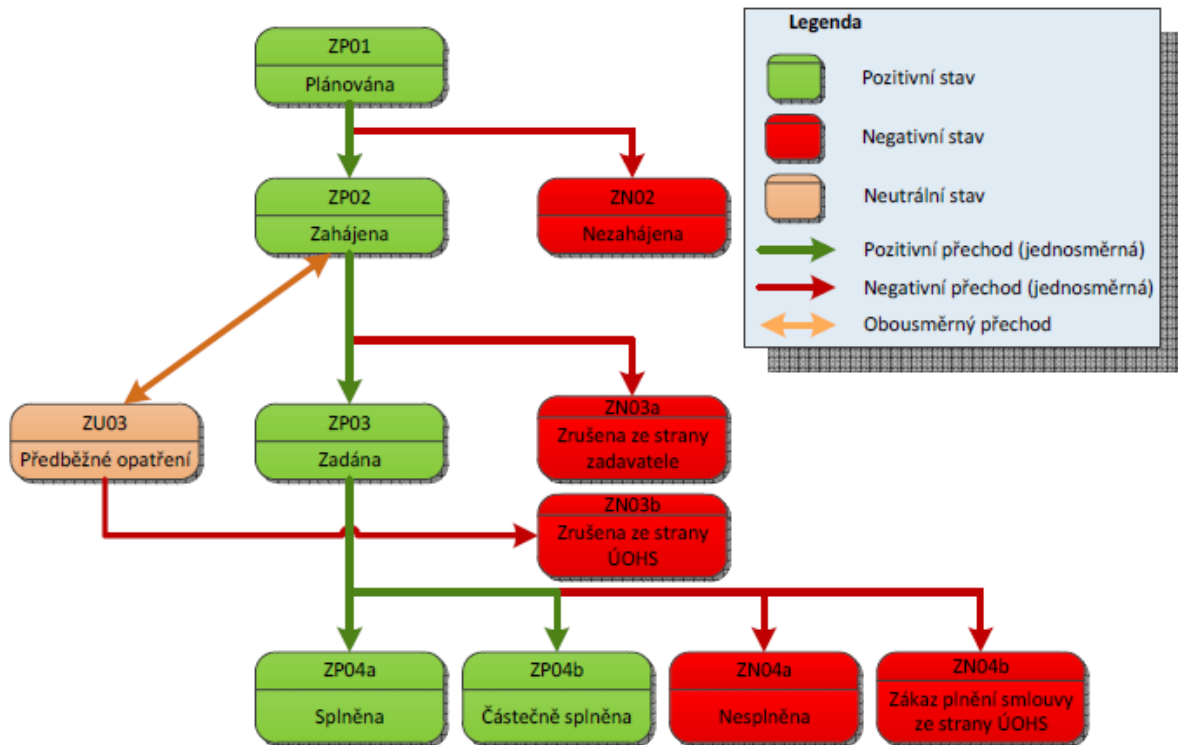 Legenda
Pozitivní stav
Negativní stav
Neutrální stav
Pozitivní přechod (jednosměrná)
Negativní přechod (jednosměrná)
Obousměrný přechod
ZP01
Plánována
ZP02
Zahájena
ZN02
Nezahájena
ZU03
Předběžné opatření
ZP03
Zadána
ZN03a
Zrušena ze strany
zadavatele
ZN03b
Zrušena ze strany
ÚOHS
ZP04a
Splněna
ZP04b
Částečně splněna
ZN04a
Nesplněna
ZN04b
Zákaz plnění smlouvy
ze strany ÚOHS